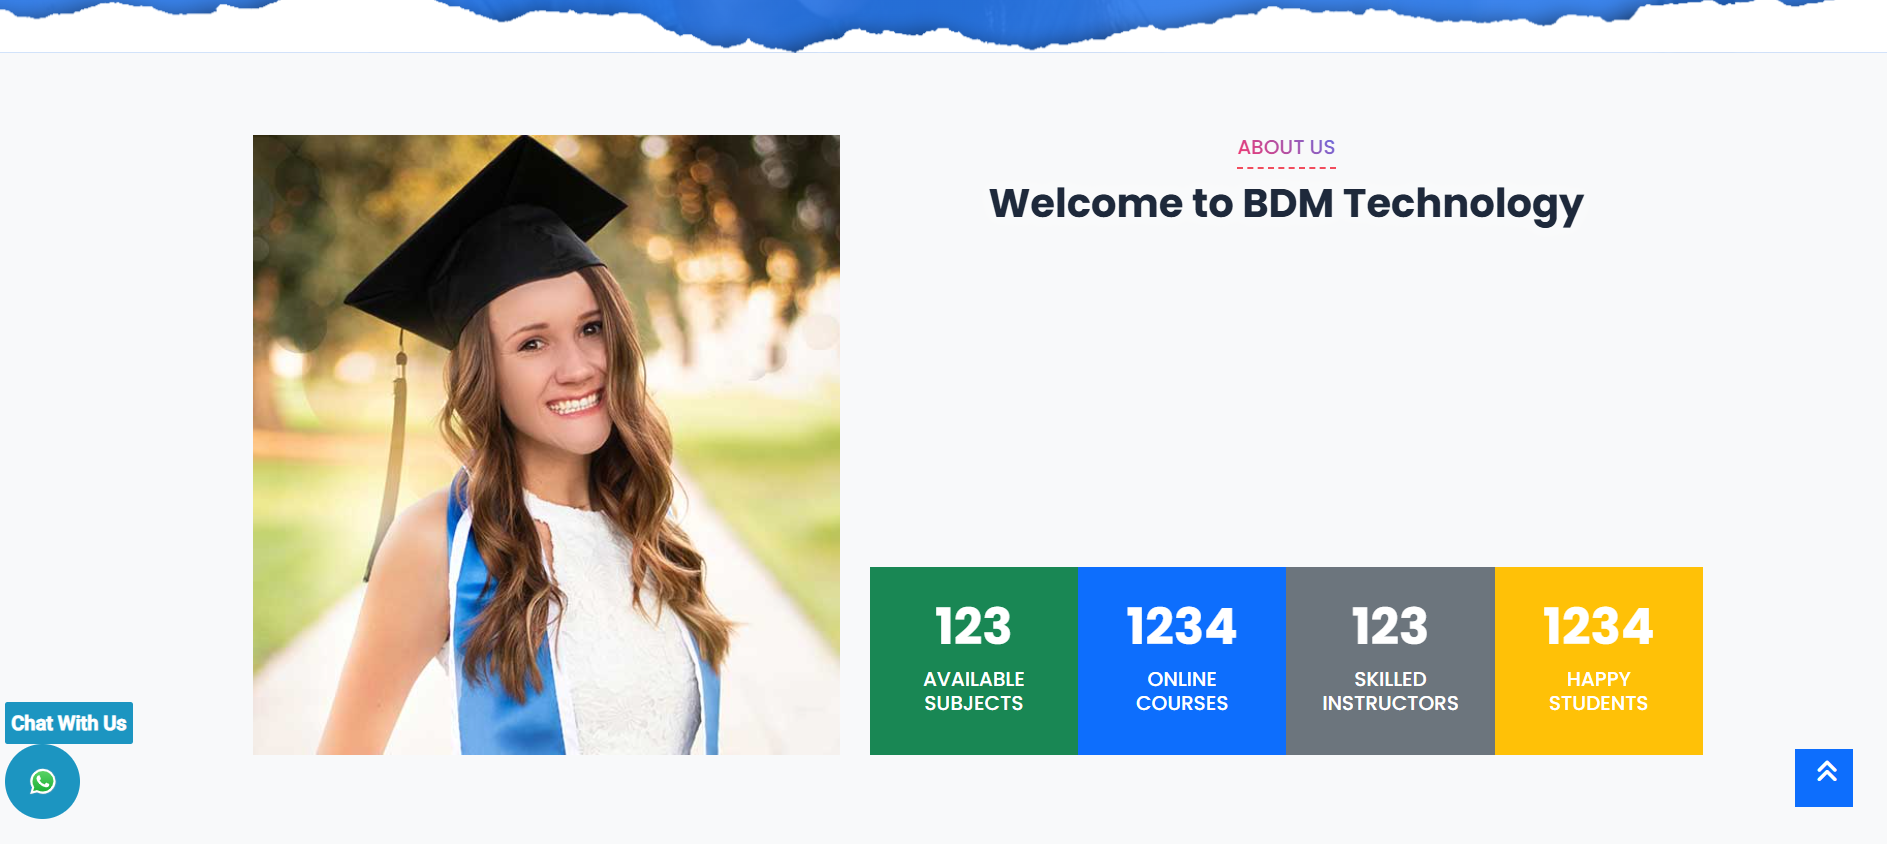 ABOUT US
Welcome to BDM Technology
123
AVAILABLE
SUBJECTS
1234
ONLINE
COURSES
123
SKILLED
INSTRUCTORS
1234
HAPPY
STUDENTS
Chat With Us